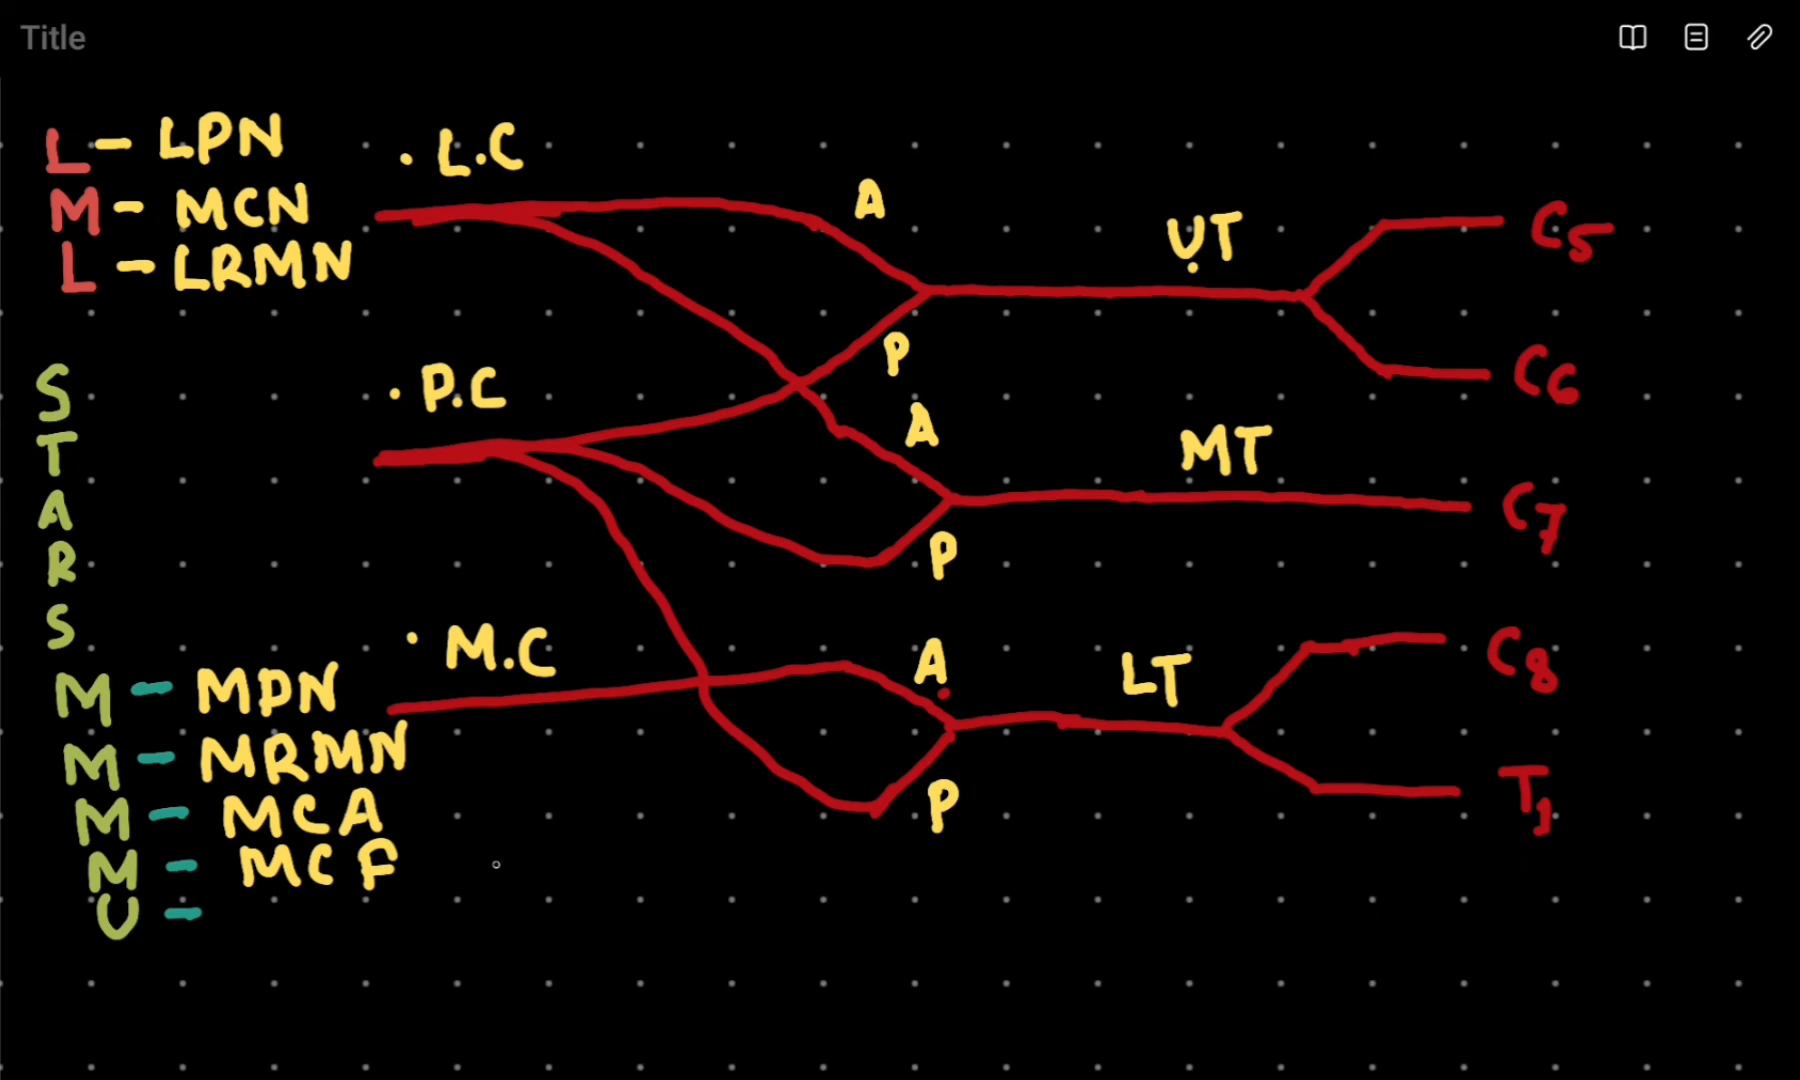 Title
L - LPN
M - MCN
L - LRMN
. L.C
A
UT
C5
P
C6
S
T
A
R
S
. P.C
A
MT
C7
P
. M.C
A
LT
C8
P
T1
M - MPN
M - MRMN
M - MCA
M - MCF
U -